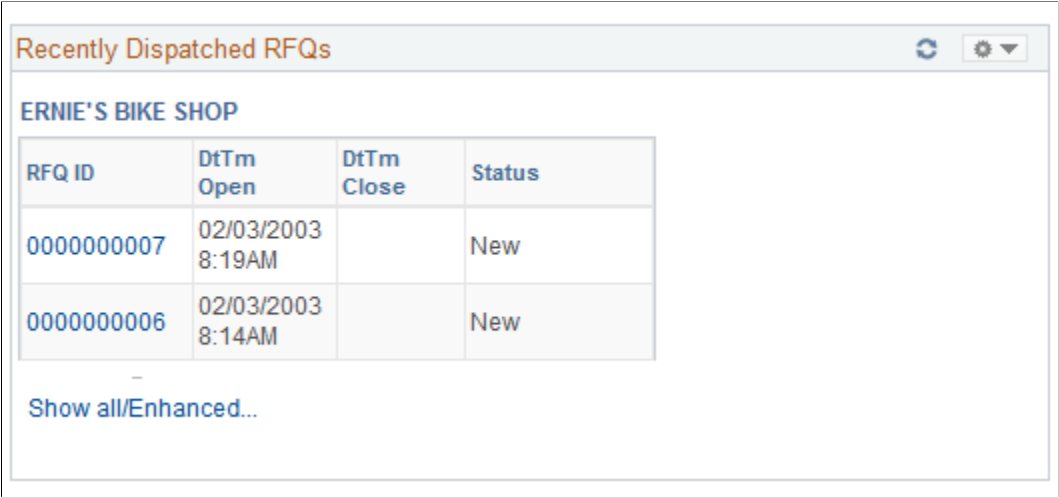 Recently Dispatched RFQs
ERNIE'S BIKE SHOP
RFQ ID DtTm Open DtTm Close Status
0000000007 02/03/2003 8:19AM New
0000000006 02/03/2003 8:14AM New
Show all/Enhanced...